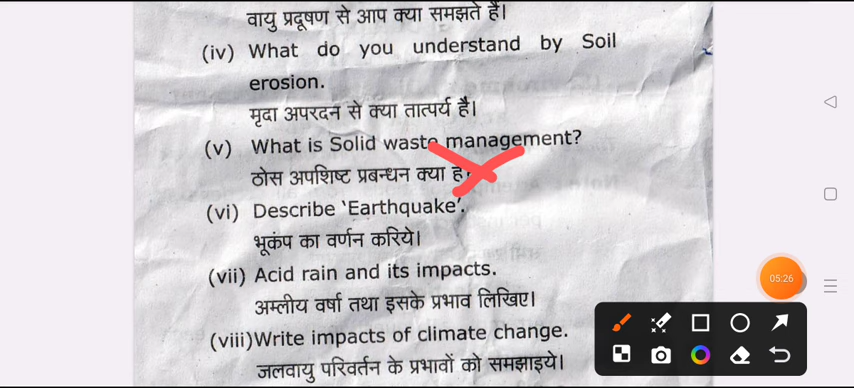 वायु प्रदूषण से आप क्या समझते हैं।
(iv) What do you understand by Soil
erosion.
मृदा अपरदन से क्या तात्पर्य है।
(v) What is Solid waste management?
ठोस अपशिष्ट प्रबन्धन क्या है।
(vi) Describe ‘Earthquake’.
भूकंप का वर्णन करिये।
(vii) Acid rain and its impacts.
अम्लीय वर्षा तथा इसके प्रभाव लिखिए।
(viii)Write impacts of climate change.
जलवायु परिवर्तन के प्रभावों को समझाइये।
05:26